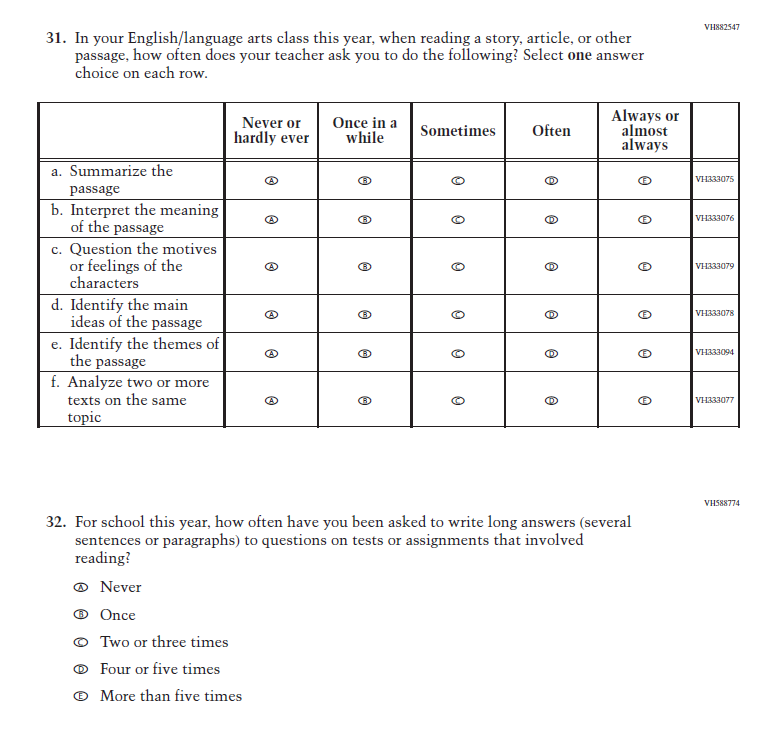 VH882547
31. In your English/language arts class this year, when reading a story, article, or other
passage, how often does your teacher ask you to do the following? Select one answer
choice on each row.
Never or
hardly ever
Once in a
while
Sometimes
Often
Always or
almost
always
a. Summarize the
passage
A B C D E VH333075
b. Interpret the meaning
of the passage
A B C D E VH333076
c. Question the motives
or feelings of the
characters
A B C D E VH333079
d. Identify the main
ideas of the passage
A B C D E VH333078
e. Identify the themes of
the passage
A B C D E VH333094
f. Analyze two or more
texts on the same
topic
A B C D E VH333077
VH588774
32. For school this year, how often have you been asked to write long answers (several
sentences or paragraphs) to questions on tests or assignments that involved
reading?
A Never
B Once
C Two or three times
D Four or five times
E More than five times